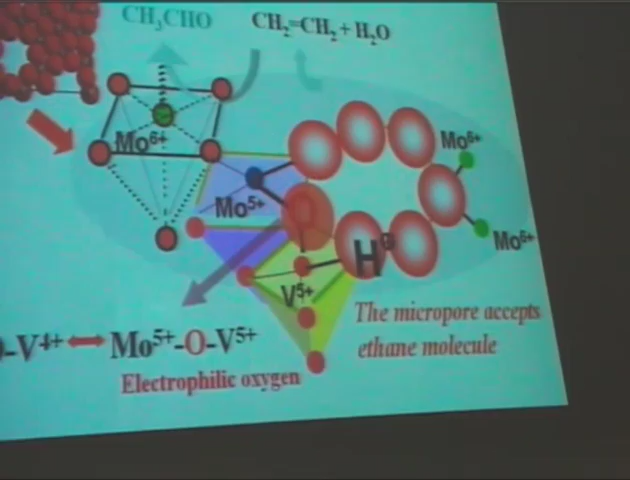 CH₃CHO
CH₂=CH₂ + H₂O
Mo⁶⁺
Mo⁶⁺
Mo⁵⁺
Mo⁶⁺
H⊕
V⁵⁺
The micropore accepts
ethane molecule
-V⁴⁺ ↔ Mo⁵⁺-O-V⁵⁺
Electrophilic oxygen